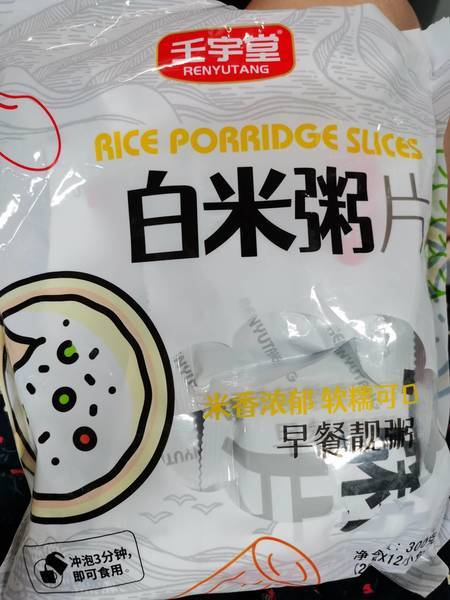 壬宇堂
RENYUTANG
RICE PORRIDGE SLICES
白米粥片
RENYUTANG
米香浓郁 软糯可口
早餐靓粥
冲泡3分钟,
即可食用。